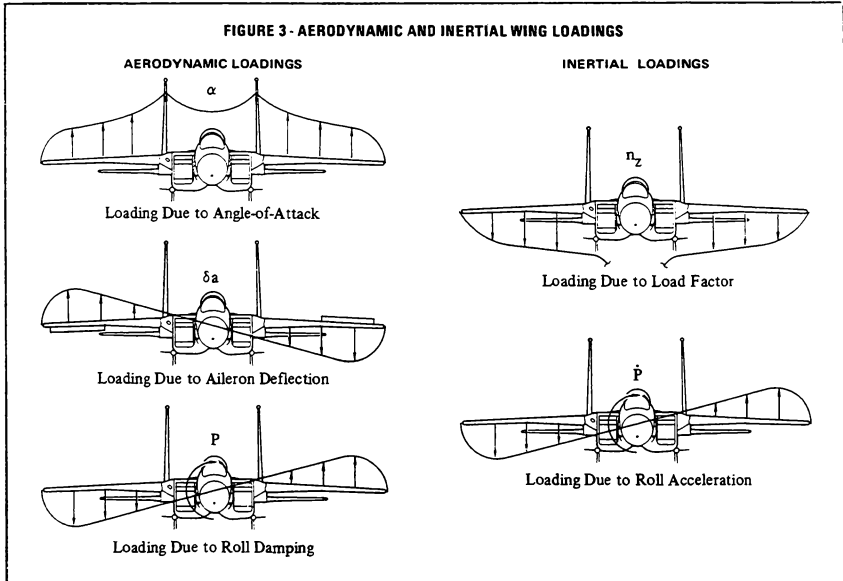 FIGURE 3 - AERODYNAMIC AND INERTIAL WING LOADINGS
AERODYNAMIC LOADINGS
α
Loading Due to Angle-of-Attack
δa
Loading Due to Aileron Deflection
P
Loading Due to Roll Damping
INERTIAL LOADINGS
n_z
Loading Due to Load Factor
Ṗ
Loading Due to Roll Acceleration